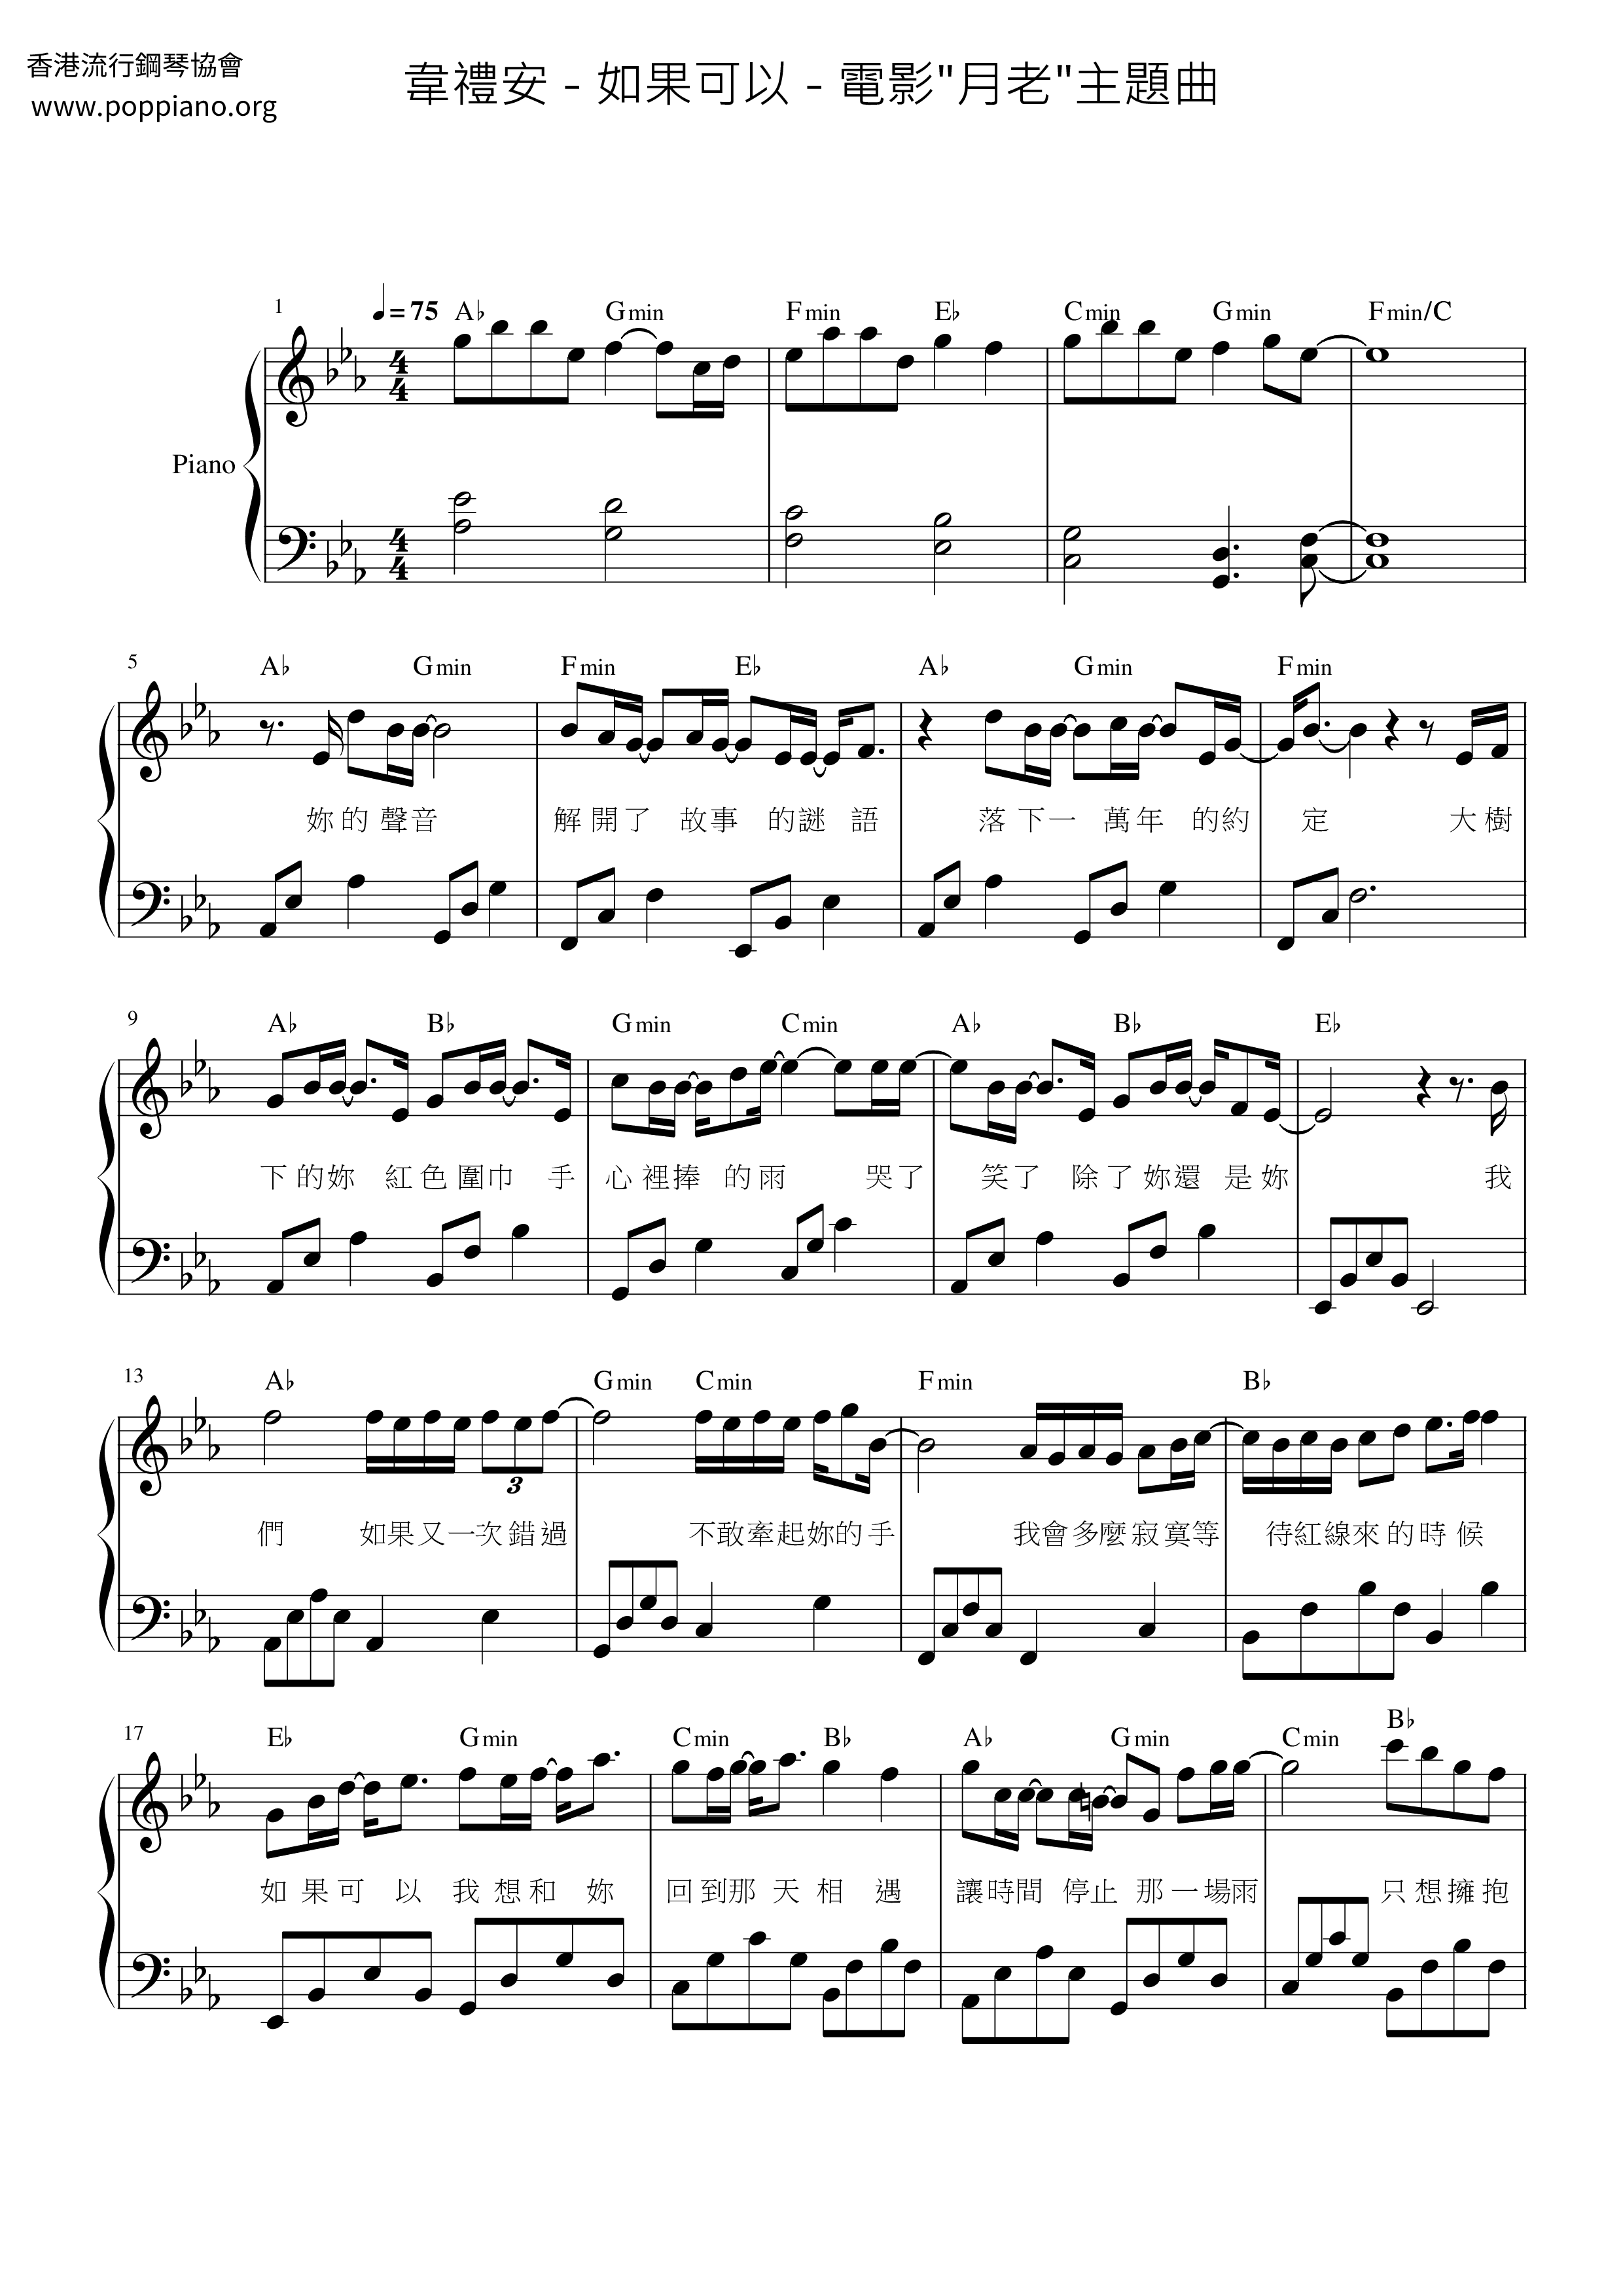 香港流行鋼琴協會
www.poppiano.org
韋禮安 - 如果可以 - 電影"月老"主題曲
1 ♩= 75 A♭ Gmin Fmin E♭ Cmin Gmin Fmin/C
4 4
Piano
4 4
5 A♭ Gmin Fmin E♭ A♭ Gmin Fmin
妳的聲音 解開了 故事 的謎 語 落下一 萬年 的約 定 大樹
9 A♭ B♭ Gmin Cmin A♭ B♭ E♭
下的妳 紅色圍巾 手 心裡捧 的雨 哭了 笑了 除了妳還 是妳 我
13 A♭ Gmin Cmin Fmin B♭
們 如果又一次錯過 不敢牽起妳的手 我會多麼寂寞等 待紅線來的時候
3
17 E♭ Gmin Cmin B♭ A♭ Gmin Cmin B♭
如果可 以 我想和 妳 回到那 天 相 遇 讓時間 停止 那一場雨 只想擁抱